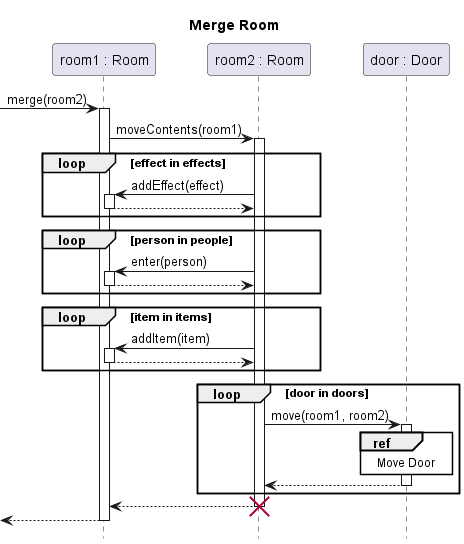 Merge Room
room1 : Room
room2 : Room
door : Door
merge(room2)
moveContents(room1)
loop [effect in effects]
addEffect(effect)
loop [person in people]
enter(person)
loop [item in items]
addItem(item)
loop [door in doors]
move(room1, room2)
ref
Move Door